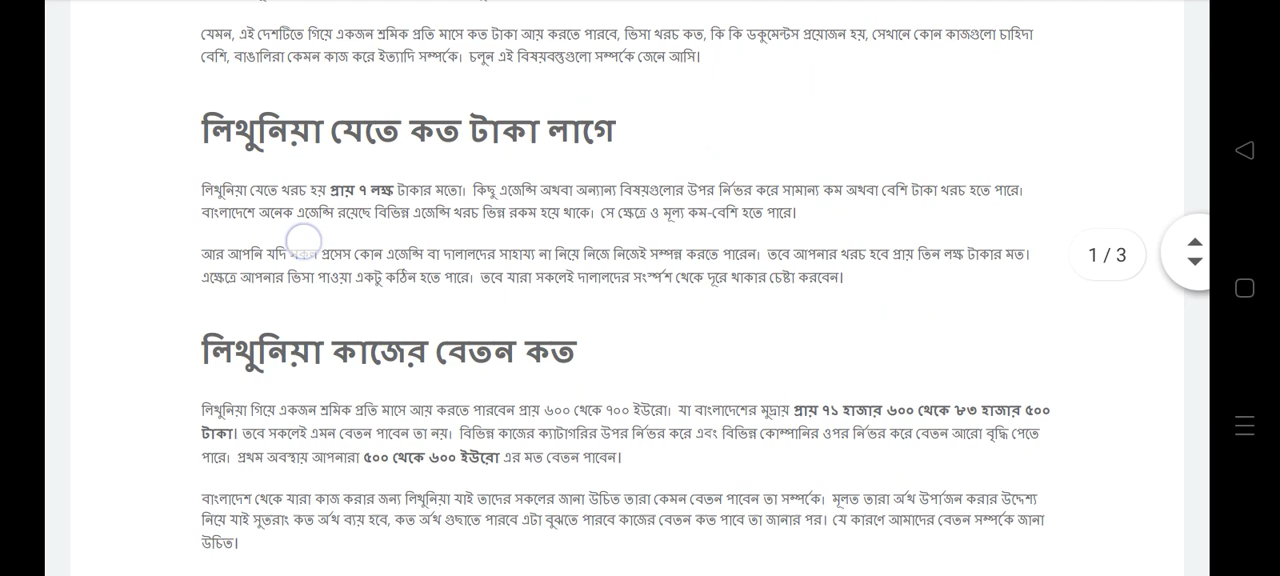 যেমন, এই দেশটিতে গিয়ে একজন শ্রমিক প্রতি মাসে কত টাকা আয় করতে পারবে, ভিসা খরচ কত, কি কি ডকুমেন্টস প্রয়োজন হয়, সেখানে কোন কাজগুলো চাহিদা
বেশি, বাঙালিরা কেমন কাজ করে ইত্যাদি সম্পর্কে। চলুন এই বিষয়বস্তুগুলো সম্পর্কে জেনে আসি।
লিথুনিয়া যেতে কত টাকা লাগে
লিথুনিয়া যেতে খরচ হয় প্রায় ৭ লক্ষ টাকার মতো। কিছু এজেন্সি অথবা অন্যান্য বিষয়গুলোর উপর নির্ভর করে সামান্য কম অথবা বেশি টাকা খরচ হতে পারে।
বাংলাদেশে অনেক এজেন্সি রয়েছে বিভিন্ন এজেন্সি খরচ ভিন্ন রকম হয়ে থাকে। সে ক্ষেত্রে ও মূল্য কম-বেশি হতে পারে।
আর আপনি যদি সকল প্রসেস কোন এজেন্সি বা দালালদের সাহায্য না নিয়ে নিজে নিজেই সম্পন্ন করতে পারেন। তবে আপনার খরচ হবে প্রায় তিন লক্ষ টাকার মত।
এক্ষেত্রে আপনার ভিসা পাওয়া একটু কঠিন হতে পারে। তবে যারা সকলেই দালালদের সংস্পর্শ থেকে দূরে থাকার চেষ্টা করবেন।
1 / 3
লিথুনিয়া কাজের বেতন কত
লিথুনিয়া গিয়ে একজন শ্রমিক প্রতি মাসে আয় করতে পারবেন প্রায় ৬০০ থেকে ৭০০ ইউরো। যা বাংলাদেশের মুদ্রায় প্রায় ৭১ হাজার ৬০০ থেকে ৮৩ হাজার ৫০০
টাকা। তবে সকলেই এমন বেতন পাবেন তা নয়। বিভিন্ন কাজের ক্যাটাগরির উপর নির্ভর করে এবং বিভিন্ন কোম্পানির ওপর নির্ভর করে বেতন আরো বৃদ্ধি পেতে
পারে। প্রথম অবস্থায় আপনারা ৫০০ থেকে ৬০০ ইউরো এর মত বেতন পাবেন।
বাংলাদেশ থেকে যারা কাজ করার জন্য লিথুনিয়া যাই তাদের সকলের জানা উচিত তারা কেমন বেতন পাবেন তা সম্পর্কে। মূলত তারা অর্থ উপার্জন করার উদ্দেশ্য
নিয়ে যাই সুতরাং কত অর্থ ব্যয় হবে, কত অর্থ গুছাতে পারবে এটা বুঝতে পারবে কাজের বেতন কত পাবে তা জানার পর। যে কারণে আমাদের বেতন সম্পর্কে জানা
উচিত।